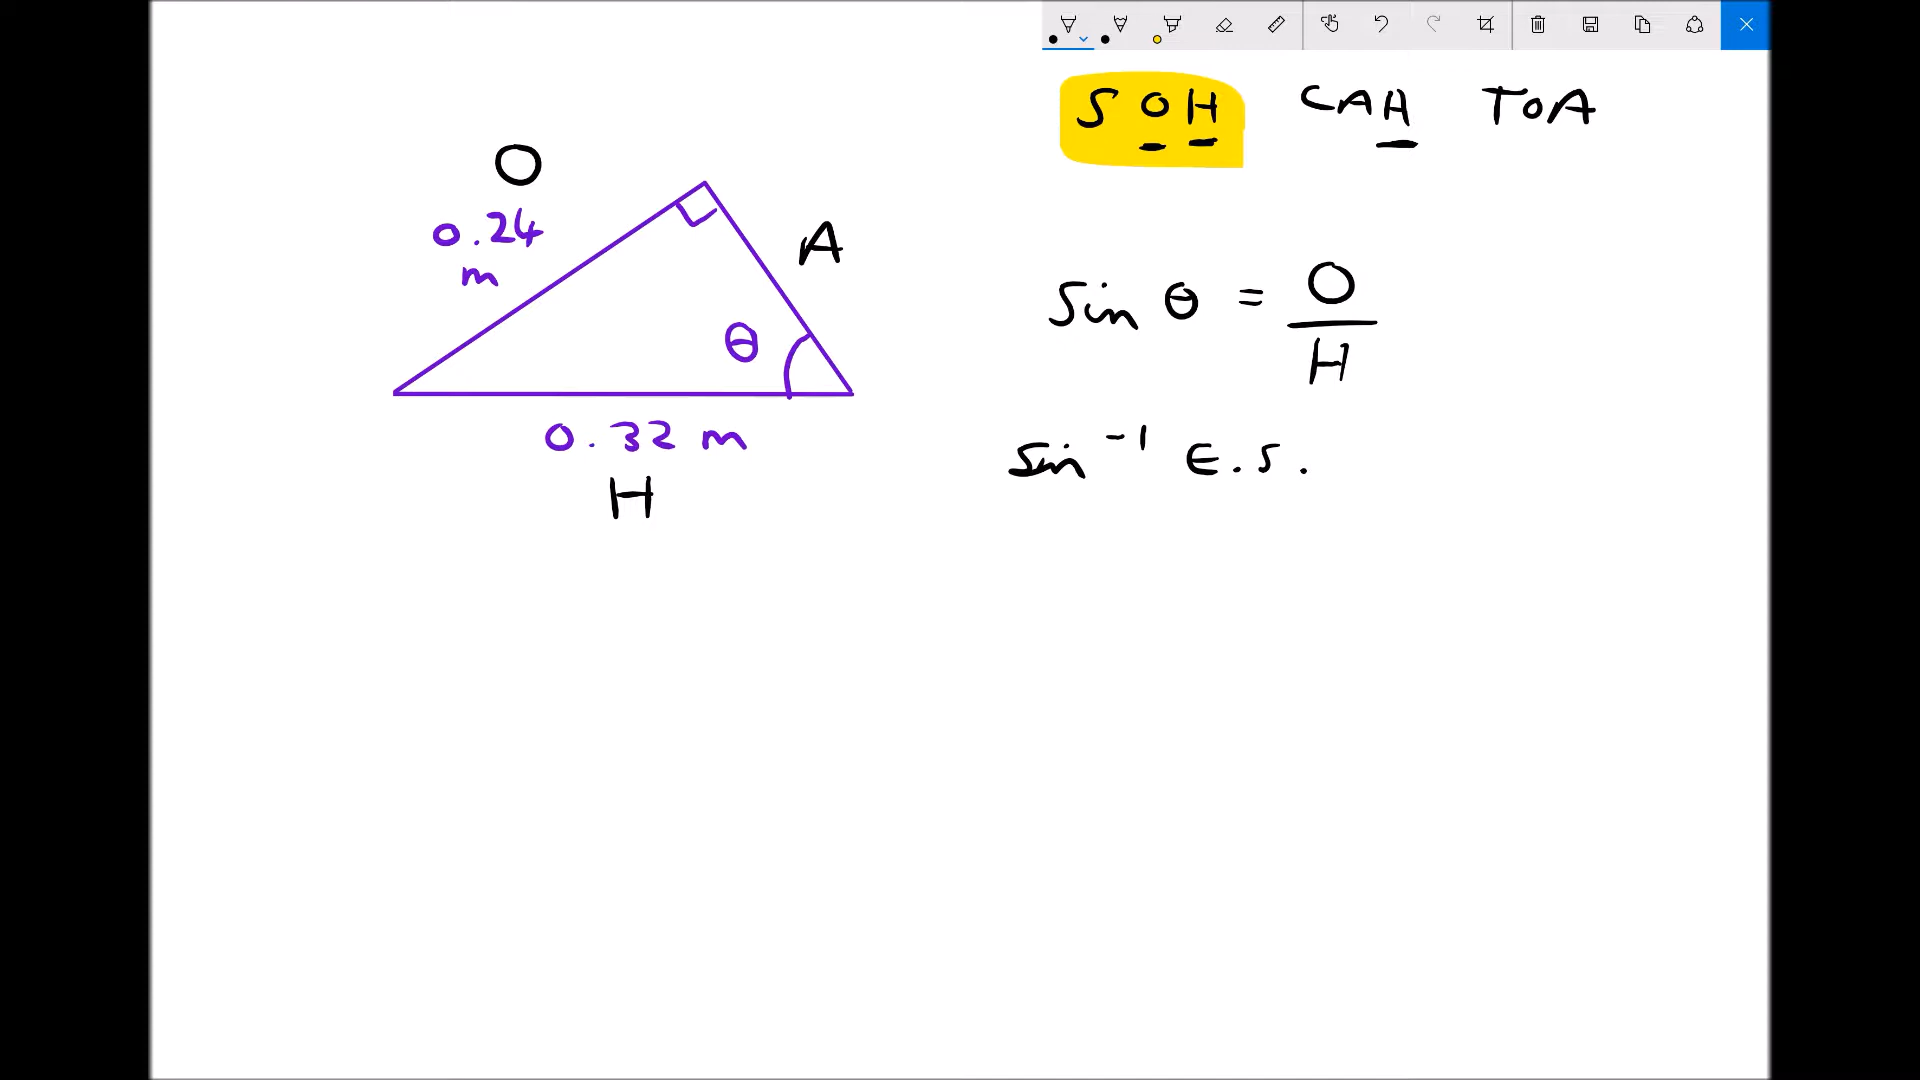 SOH CAH TOA
O
0.24
m
A
θ
0.32 m
H
Sin θ = O
H
Sin⁻¹ E.S.